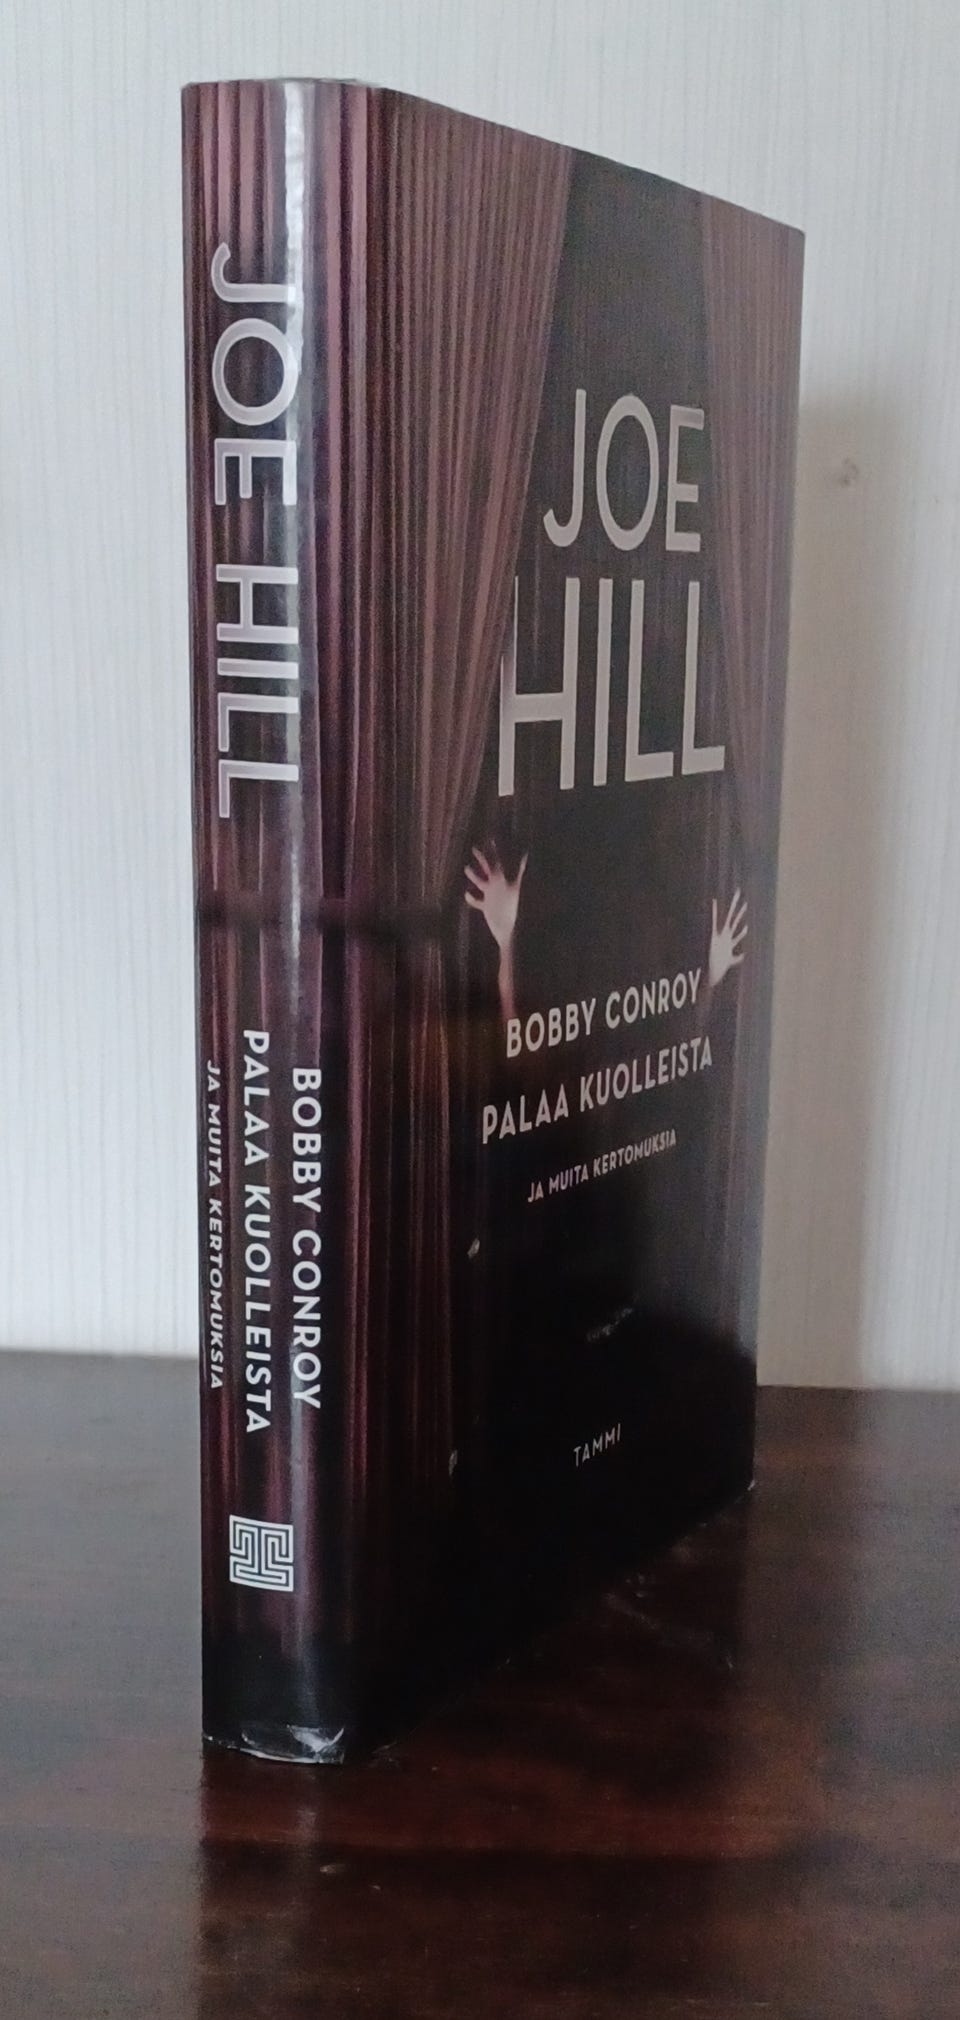 JOE HILL
BOBBY CONROY
PALAA KUOLLEISTA
JA MUITA KERTOMUKSIA
JOE
HILL
BOBBY CONROY
PALAA KUOLLEISTA
JA MUITA KERTOMUKSIA
TAMMI